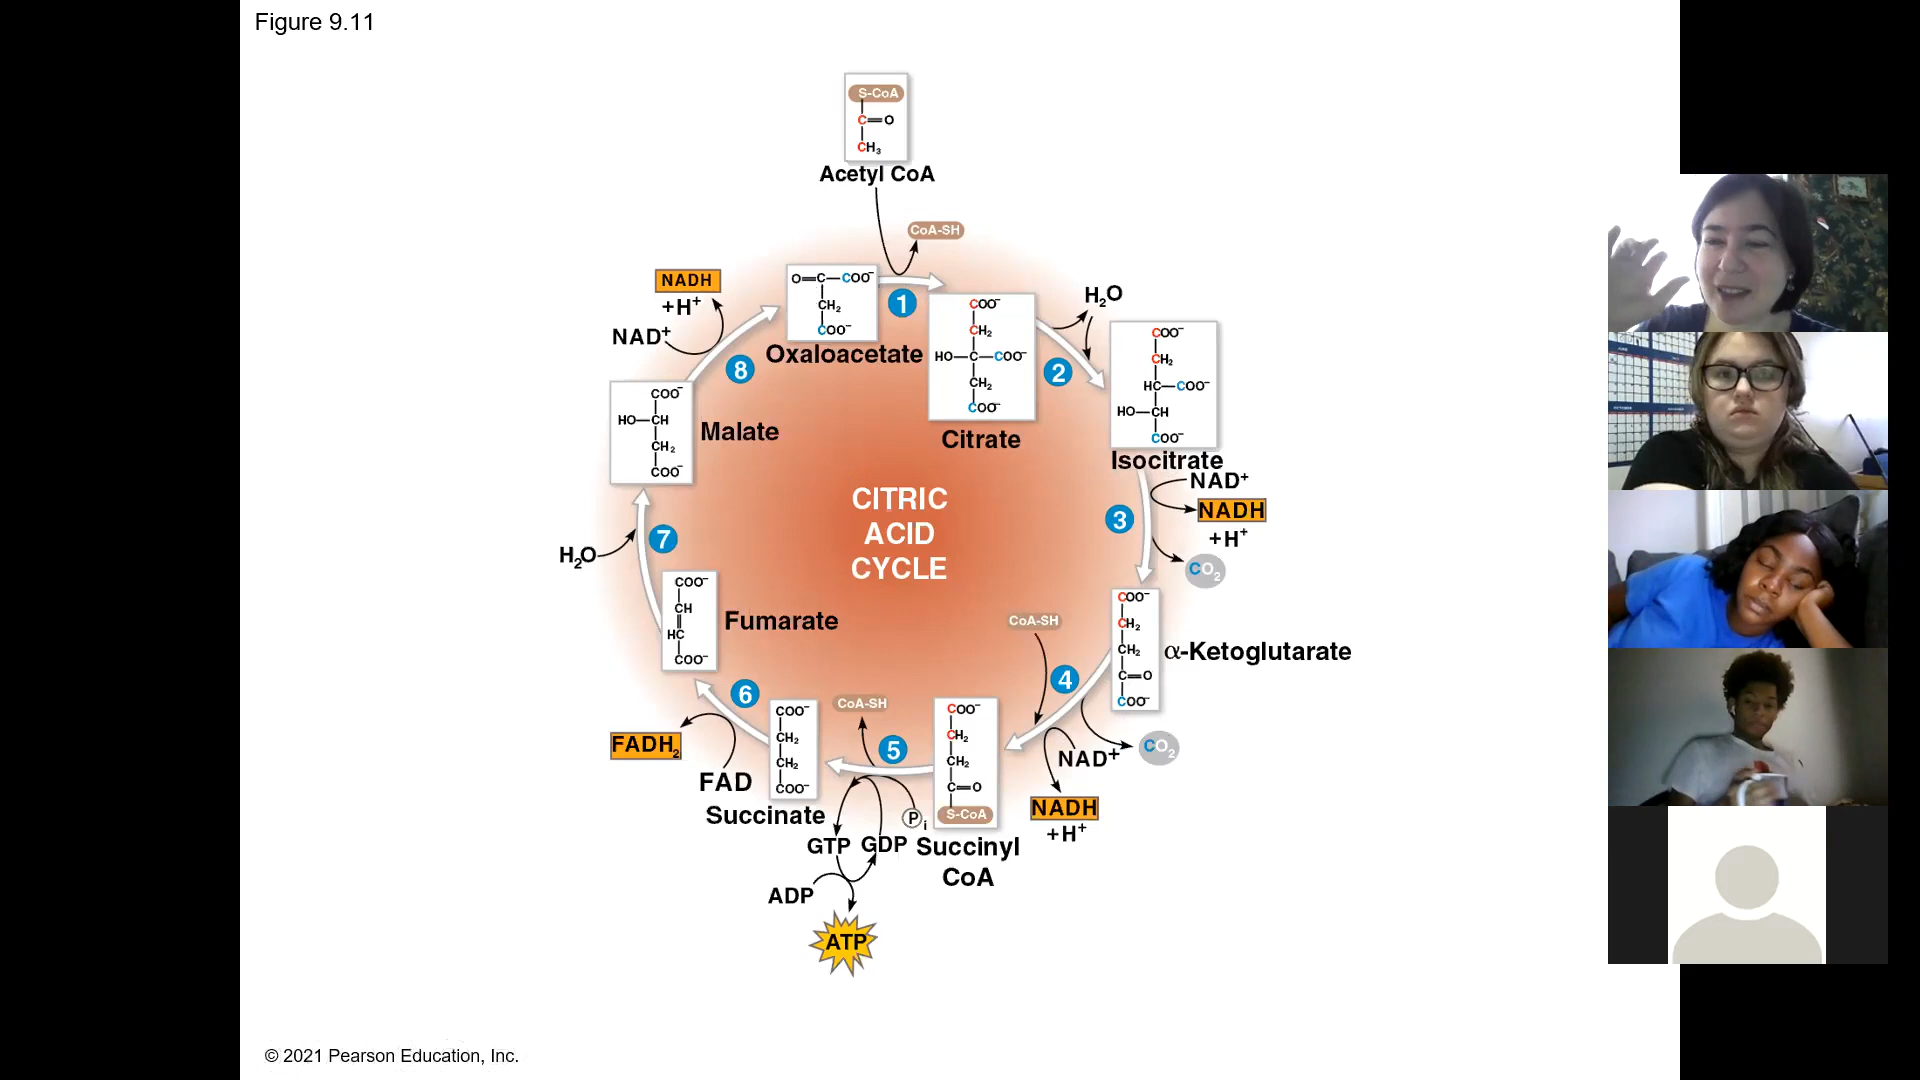 Figure 9.11
S-CoA
C=O
CH₃
Acetyl CoA
CoA-SH
NADH
+H⁺
NAD⁺
O=C—COO⁻
CH₂
COO⁻
Oxaloacetate
1
COO⁻
CH₂
HO—C—COO⁻
CH₂
COO⁻
Citrate
H₂O
2
COO⁻
CH₂
HC—COO⁻
HO—CH
COO⁻
Isocitrate
NAD⁺
NADH
+H⁺
3
CO₂
COO⁻
CH₂
CH₂
C=O
COO⁻
α-Ketoglutarate
CoA-SH
4
NAD⁺
CO₂
NADH
+H⁺
COO⁻
CH₂
CH₂
C=O
S-CoA
Succinyl
CoA
5
CoA-SH
Pi
GTP
GDP
ADP
ATP
COO⁻
CH₂
CH₂
COO⁻
Succinate
6
FADH₂
FAD
COO⁻
CH
HC
COO⁻
Fumarate
7
H₂O
COO⁻
HO—CH
CH₂
COO⁻
Malate
8
CITRIC
ACID
CYCLE
© 2021 Pearson Education, Inc.